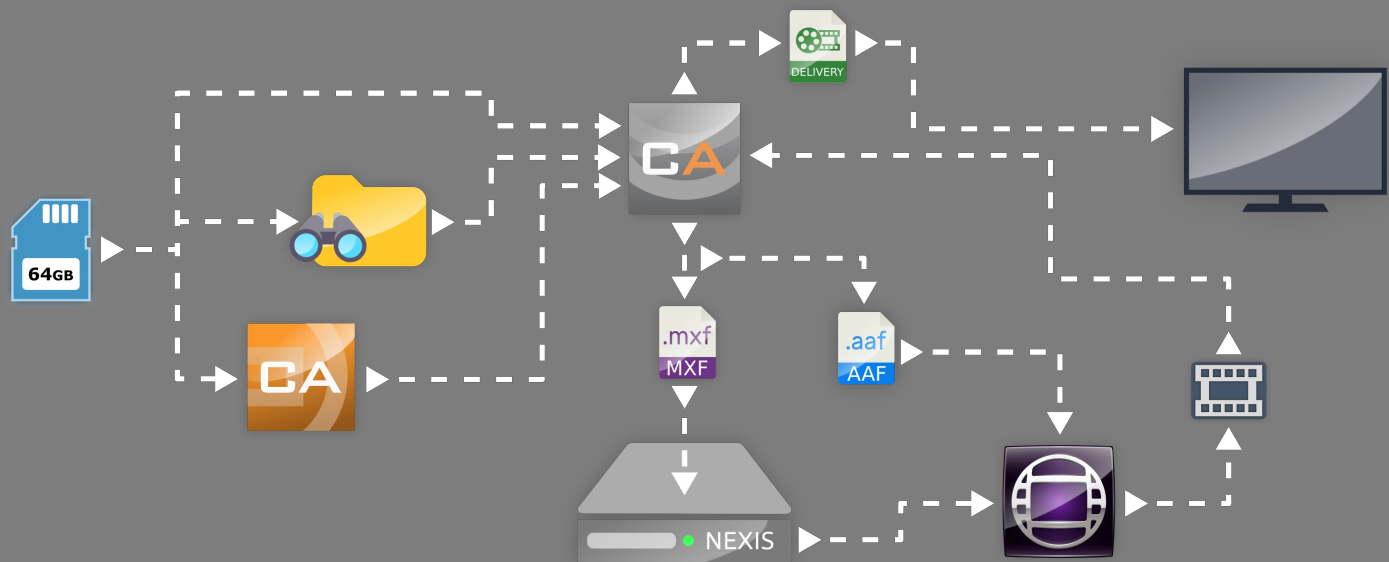 DELIVERY
CA
64GB
.mxf
MXF
.aaf
AAF
CA
NEXIS